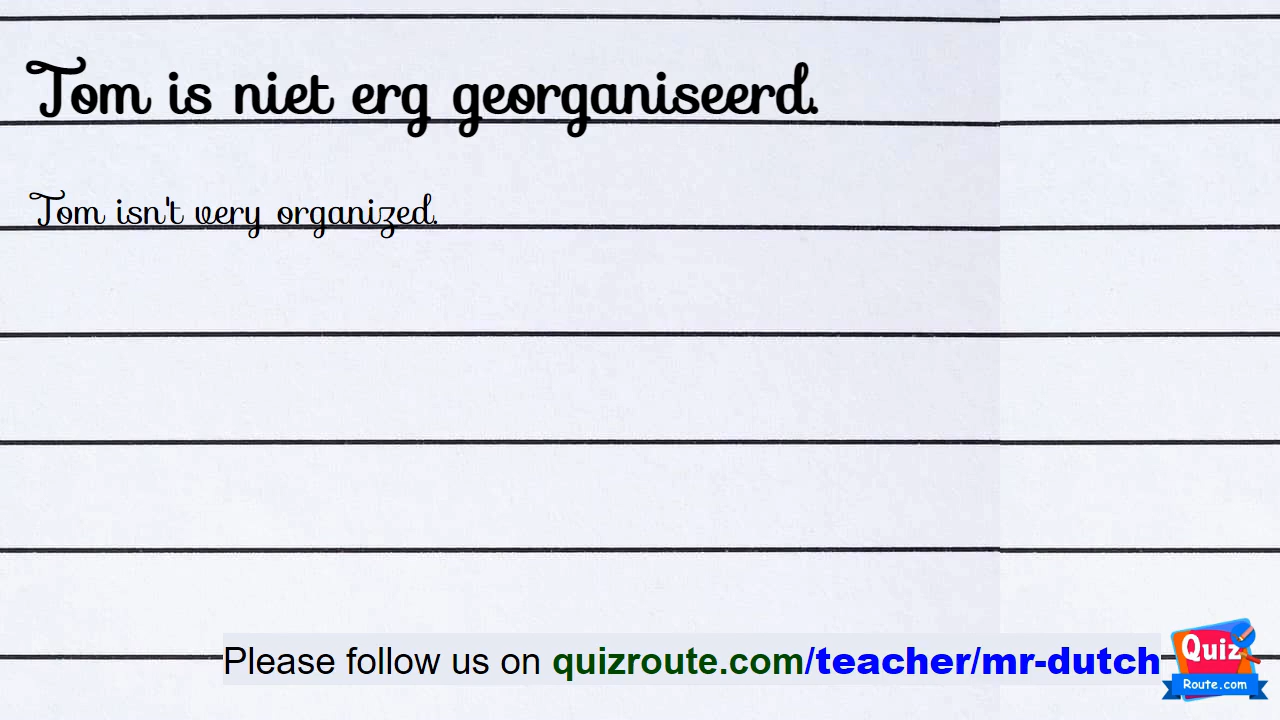 Tom is niet erg georganiseerd.
Tom isn't very organized.
Please follow us on quizroute.com/teacher/mr-dutch
Quiz
Route.com